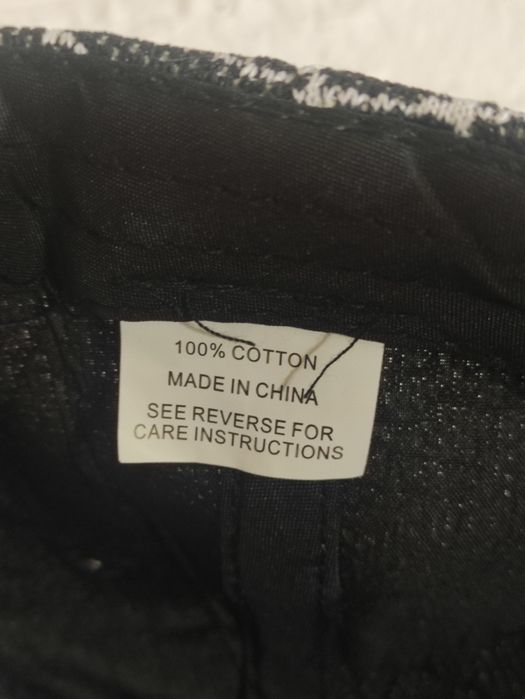 100% COTTON
MADE IN CHINA
SEE REVERSE FOR
CARE INSTRUCTIONS